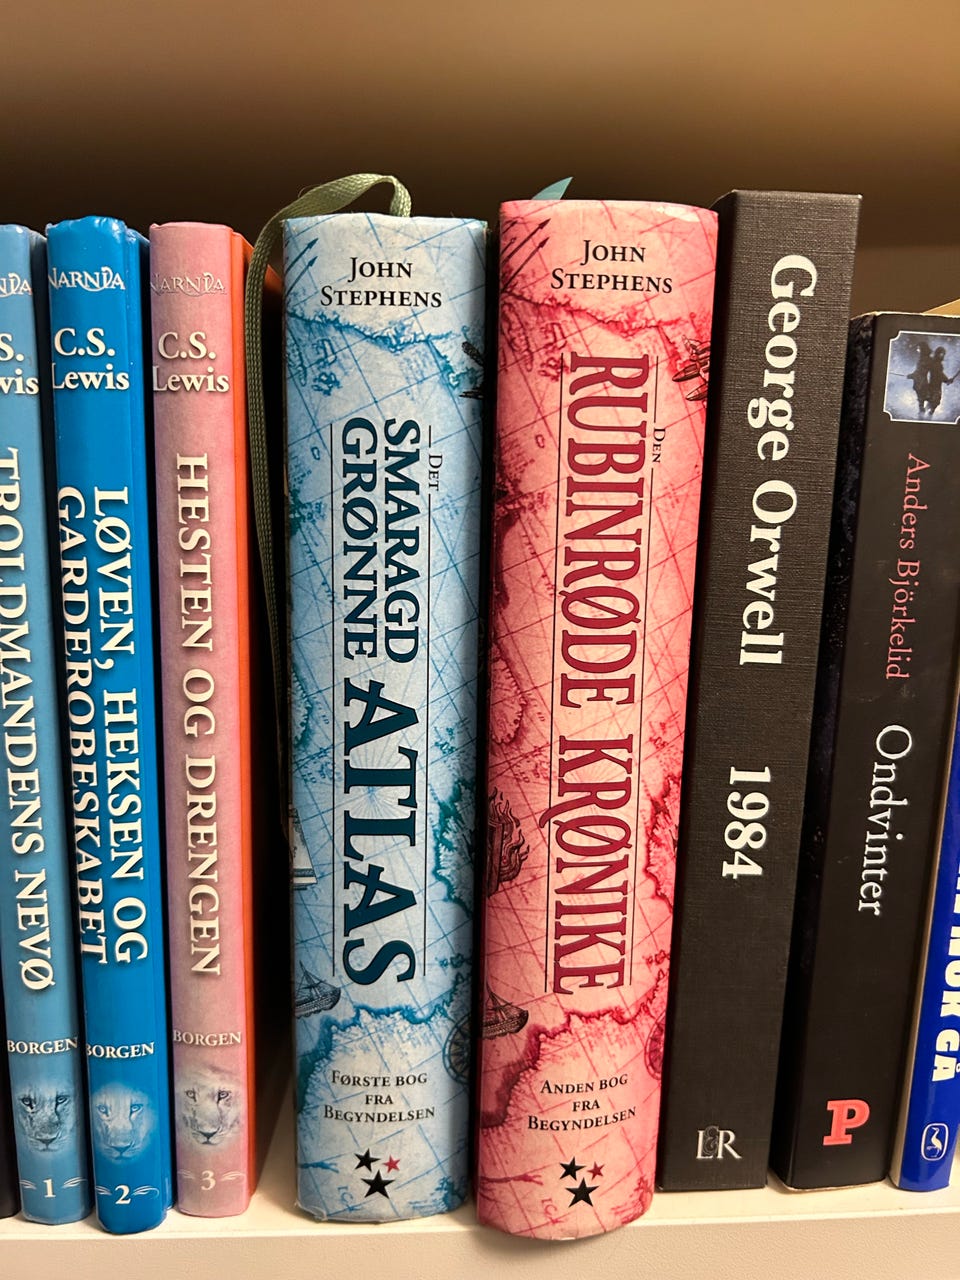 TROLDMANDENS NEVØ
BORGEN
1
NARNIA
C.S.
Lewis
LØVEN, HEKSEN OG
GARDEROBESKABET
BORGEN
2
NARNIA
C.S.
Lewis
HESTEN OG DRENGEN
BORGEN
3
JOHN
STEPHENS
DET
SMARAGD
GRØNNE
ATLAS
FØRSTE BOG
FRA
BEGYNDELSEN
JOHN
STEPHENS
DEN
RUBINRØDE KRØNIKE
ANDEN BOG
FRA
BEGYNDELSEN
George Orwell
1984
L&R
Anders Björkelid
Ondvinter
P
GÅ